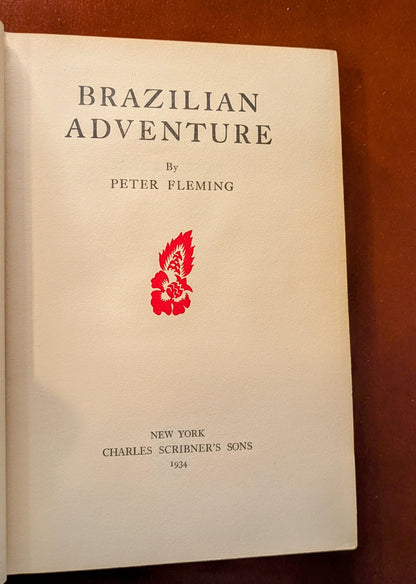 BRAZILIAN
ADVENTURE
By
PETER FLEMING
NEW YORK
CHARLES SCRIBNER'S SONS
1934